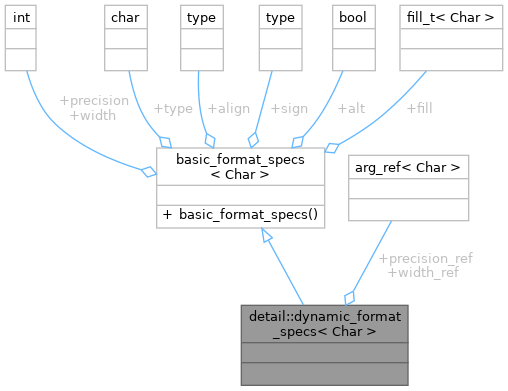 int
char
type
type
bool
fill_t< Char >
+precision
+width
+type
+align
+sign
+alt
+fill
basic_format_specs
< Char >
+ basic_format_specs()
arg_ref< Char >
+precision_ref
+width_ref
detail::dynamic_format
_specs< Char >